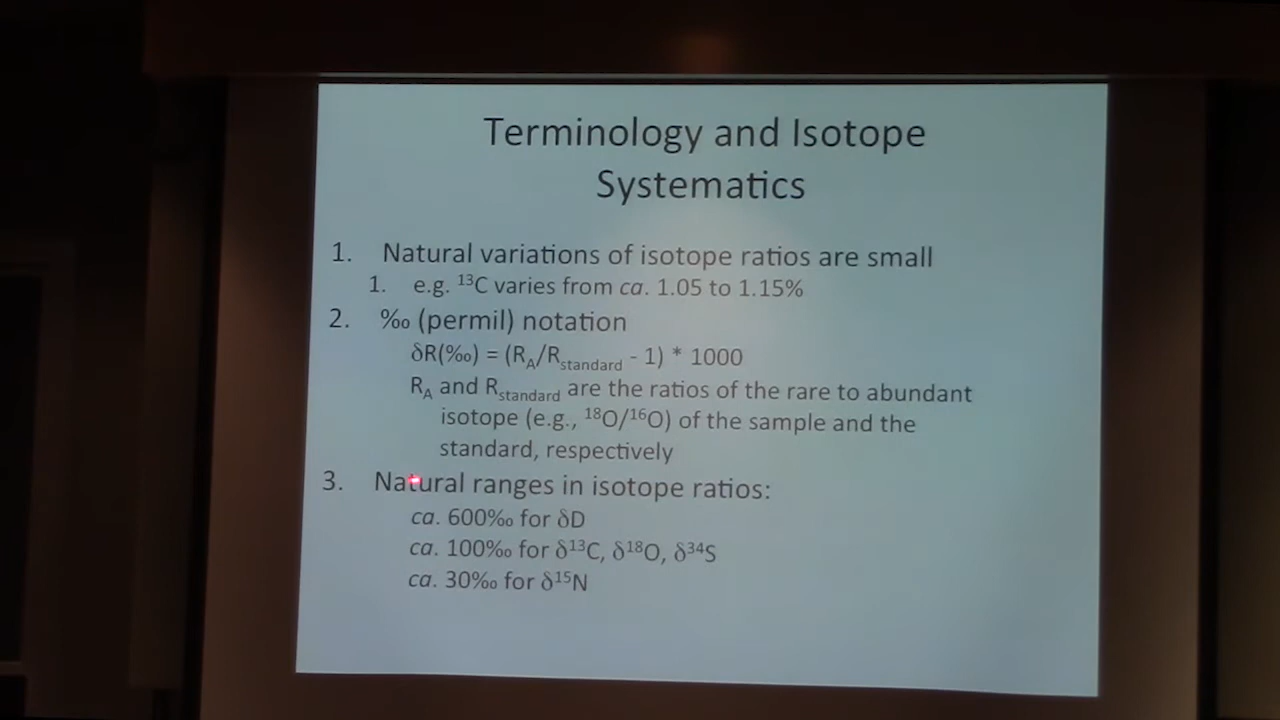 Terminology and Isotope
Systematics
1. Natural variations of isotope ratios are small
1. e.g. ¹³C varies from ca. 1.05 to 1.15%
2. ‰ (permil) notation
δR(‰) = (R_A/R_standard - 1) * 1000
R_A and R_standard are the ratios of the rare to abundant
isotope (e.g., ¹⁸O/¹⁶O) of the sample and the
standard, respectively
3. Natural ranges in isotope ratios:
ca. 600‰ for δD
ca. 100‰ for δ¹³C, δ¹⁸O, δ³⁴S
ca. 30‰ for δ¹⁵N